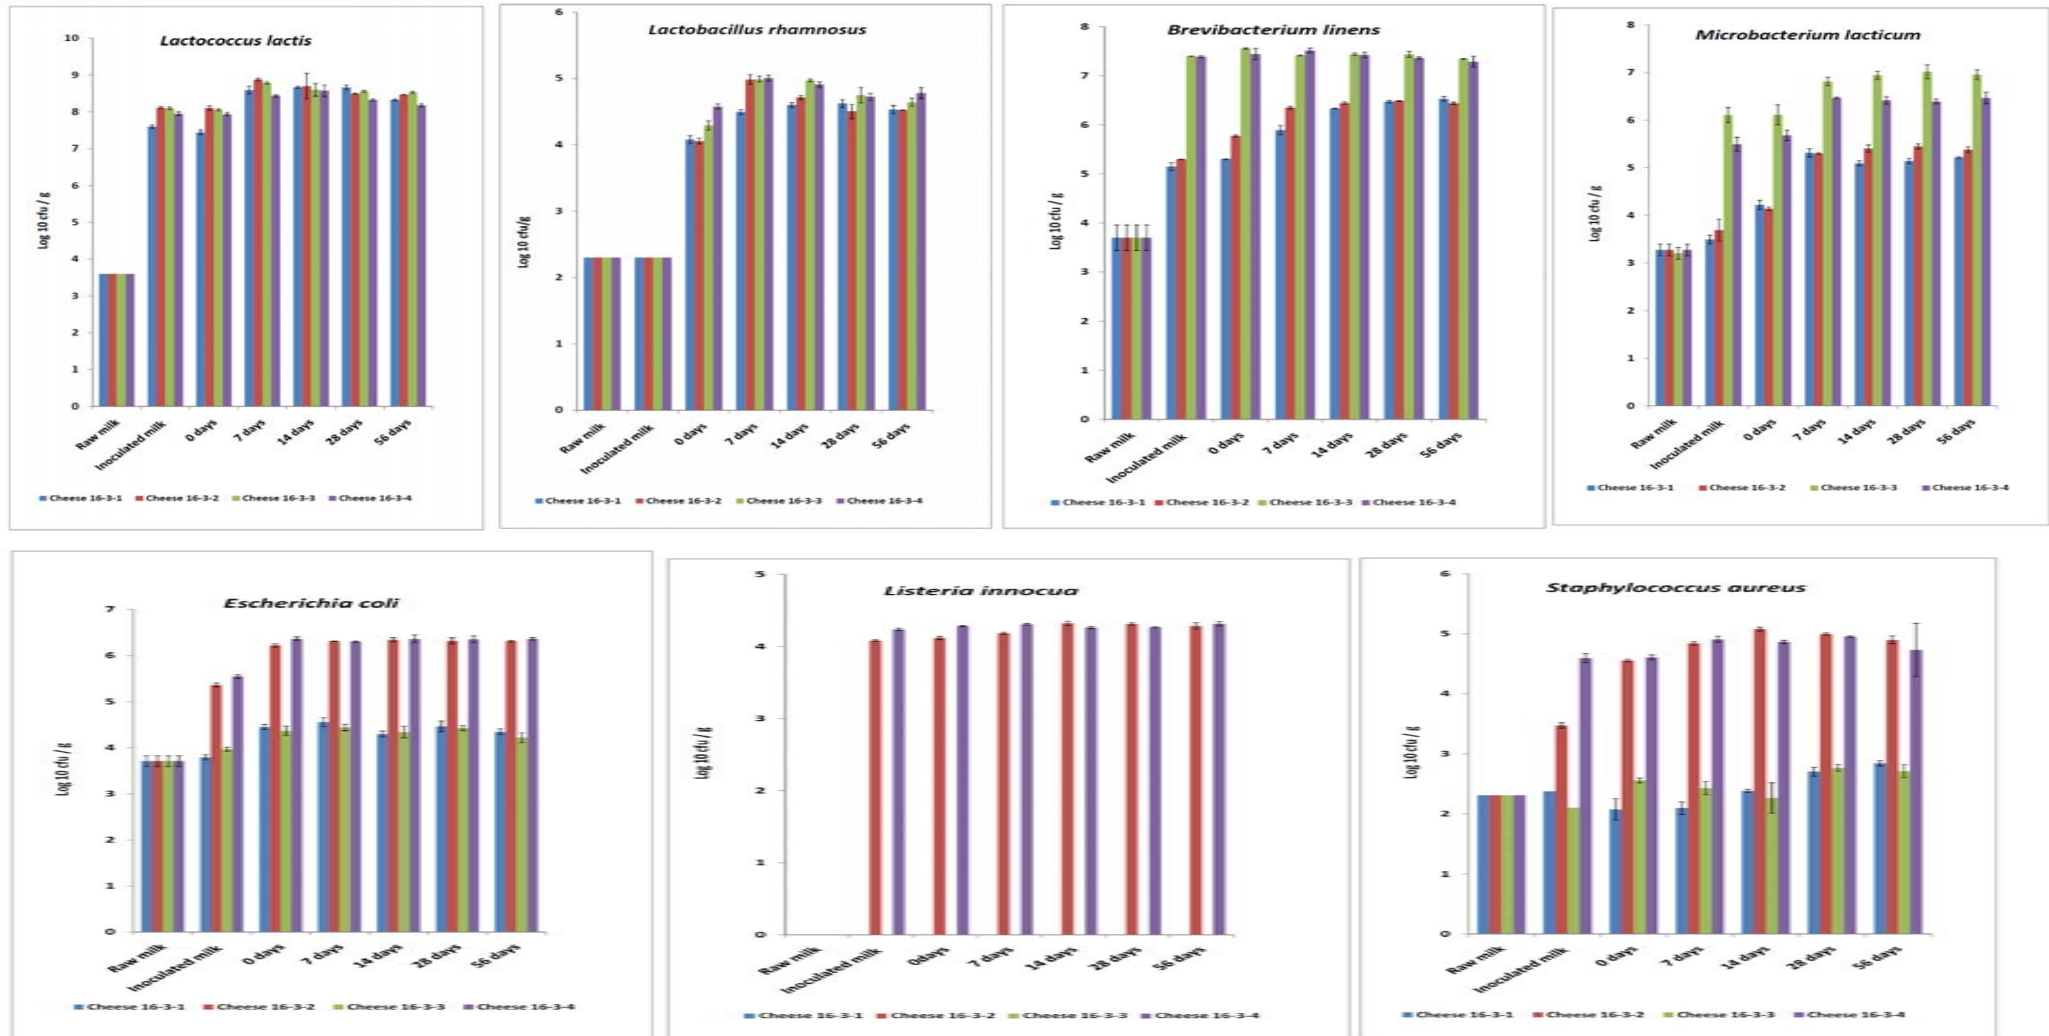 Lactococcus lactis
10
9
8
7
6
5
4
3
2
1
0
Log 10 cfu / g
Raw milk
Inoculated milk
0 days
7 days
14 days
28 days
56 days
Cheese 16-3-1 Cheese 16-3-2 Cheese 16-3-3 Cheese 16-3-4
Lactobacillus rhamnosus
6
5
4
3
2
1
0
Log 10 cfu/g
Raw milk
Inoculated milk
0 days
7 days
14 days
28 days
56 days
Cheese 16-3-1 Cheese 16-3-2 Cheese 16-3-3 Cheese 16-3-4
Brevibacterium linens
8
7
6
5
4
3
2
1
0
Log 10 cfu / g
Raw milk
Inoculated milk
0 days
7 days
14 days
28 days
56 days
Cheese 16-3-1 Cheese 16-3-2 Cheese 16-3-3 Cheese 16-3-4
Microbacterium lacticum
8
7
6
5
4
3
2
1
0
Log 10 cfu / g
Raw milk
Inoculated milk
0 days
7 days
14 days
28 days
56 days
Cheese 16-3-1 Cheese 16-3-2 Cheese 16-3-3 Cheese 16-3-4
Escherichia coli
7
6
5
4
3
2
1
0
Log 10 cfu / g
Raw milk
Inoculated milk
0 days
7 days
14 days
28 days
56 days
Cheese 16-3-1 Cheese 16-3-2 Cheese 16-3-3 Cheese 16-3-4
Listeria innocua
5
4
3
2
1
0
Log 10 cfu / g
Raw milk
Inoculated milk
0days
7 days
14 days
28 days
56 days
Cheese 16-3-1 Cheese 16-3-2 Cheese 16-3-3 Cheese 16-3-4
Staphylococcus aureus
6
5
4
3
2
1
0
Log 10 cfu / g
Raw milk
Inoculated milk
0 days
7 days
14 days
28 days
56 days
Cheese 16-3-1 Cheese 16-3-2 Cheese 16-3-3 Cheese 16-3-4